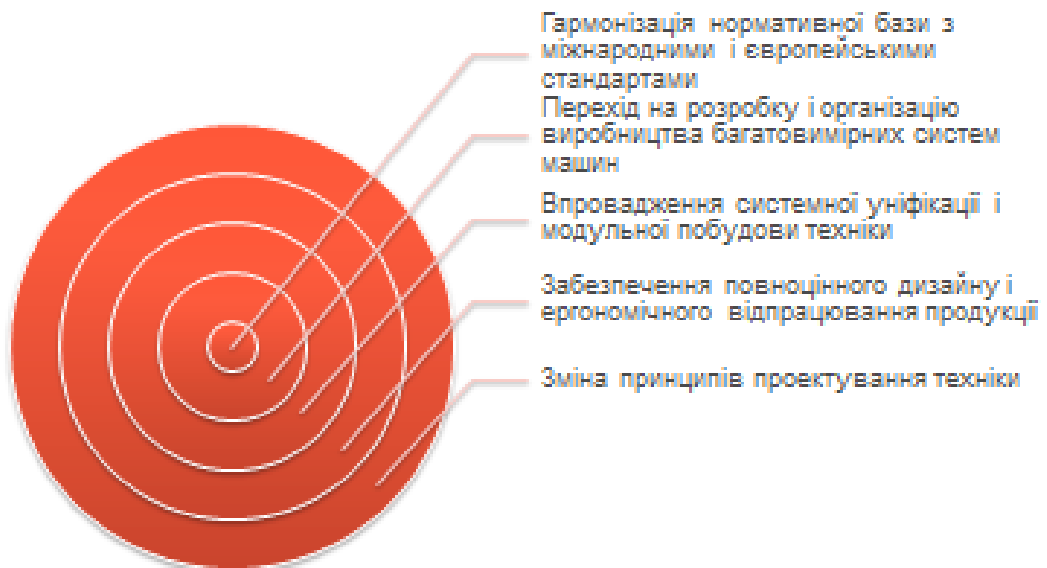 Гармонізація нормативної бази з
міжнародними і європейськими
стандартами
Перехід на розробку і організацію
виробництва багатовимірних систем
машин
Впровадження системної уніфікації і
модульної побудови техніки
Забезпечення повноцінного дизайну і
ергономічного відпрацювання продукції
Зміна принципів проектування техніки